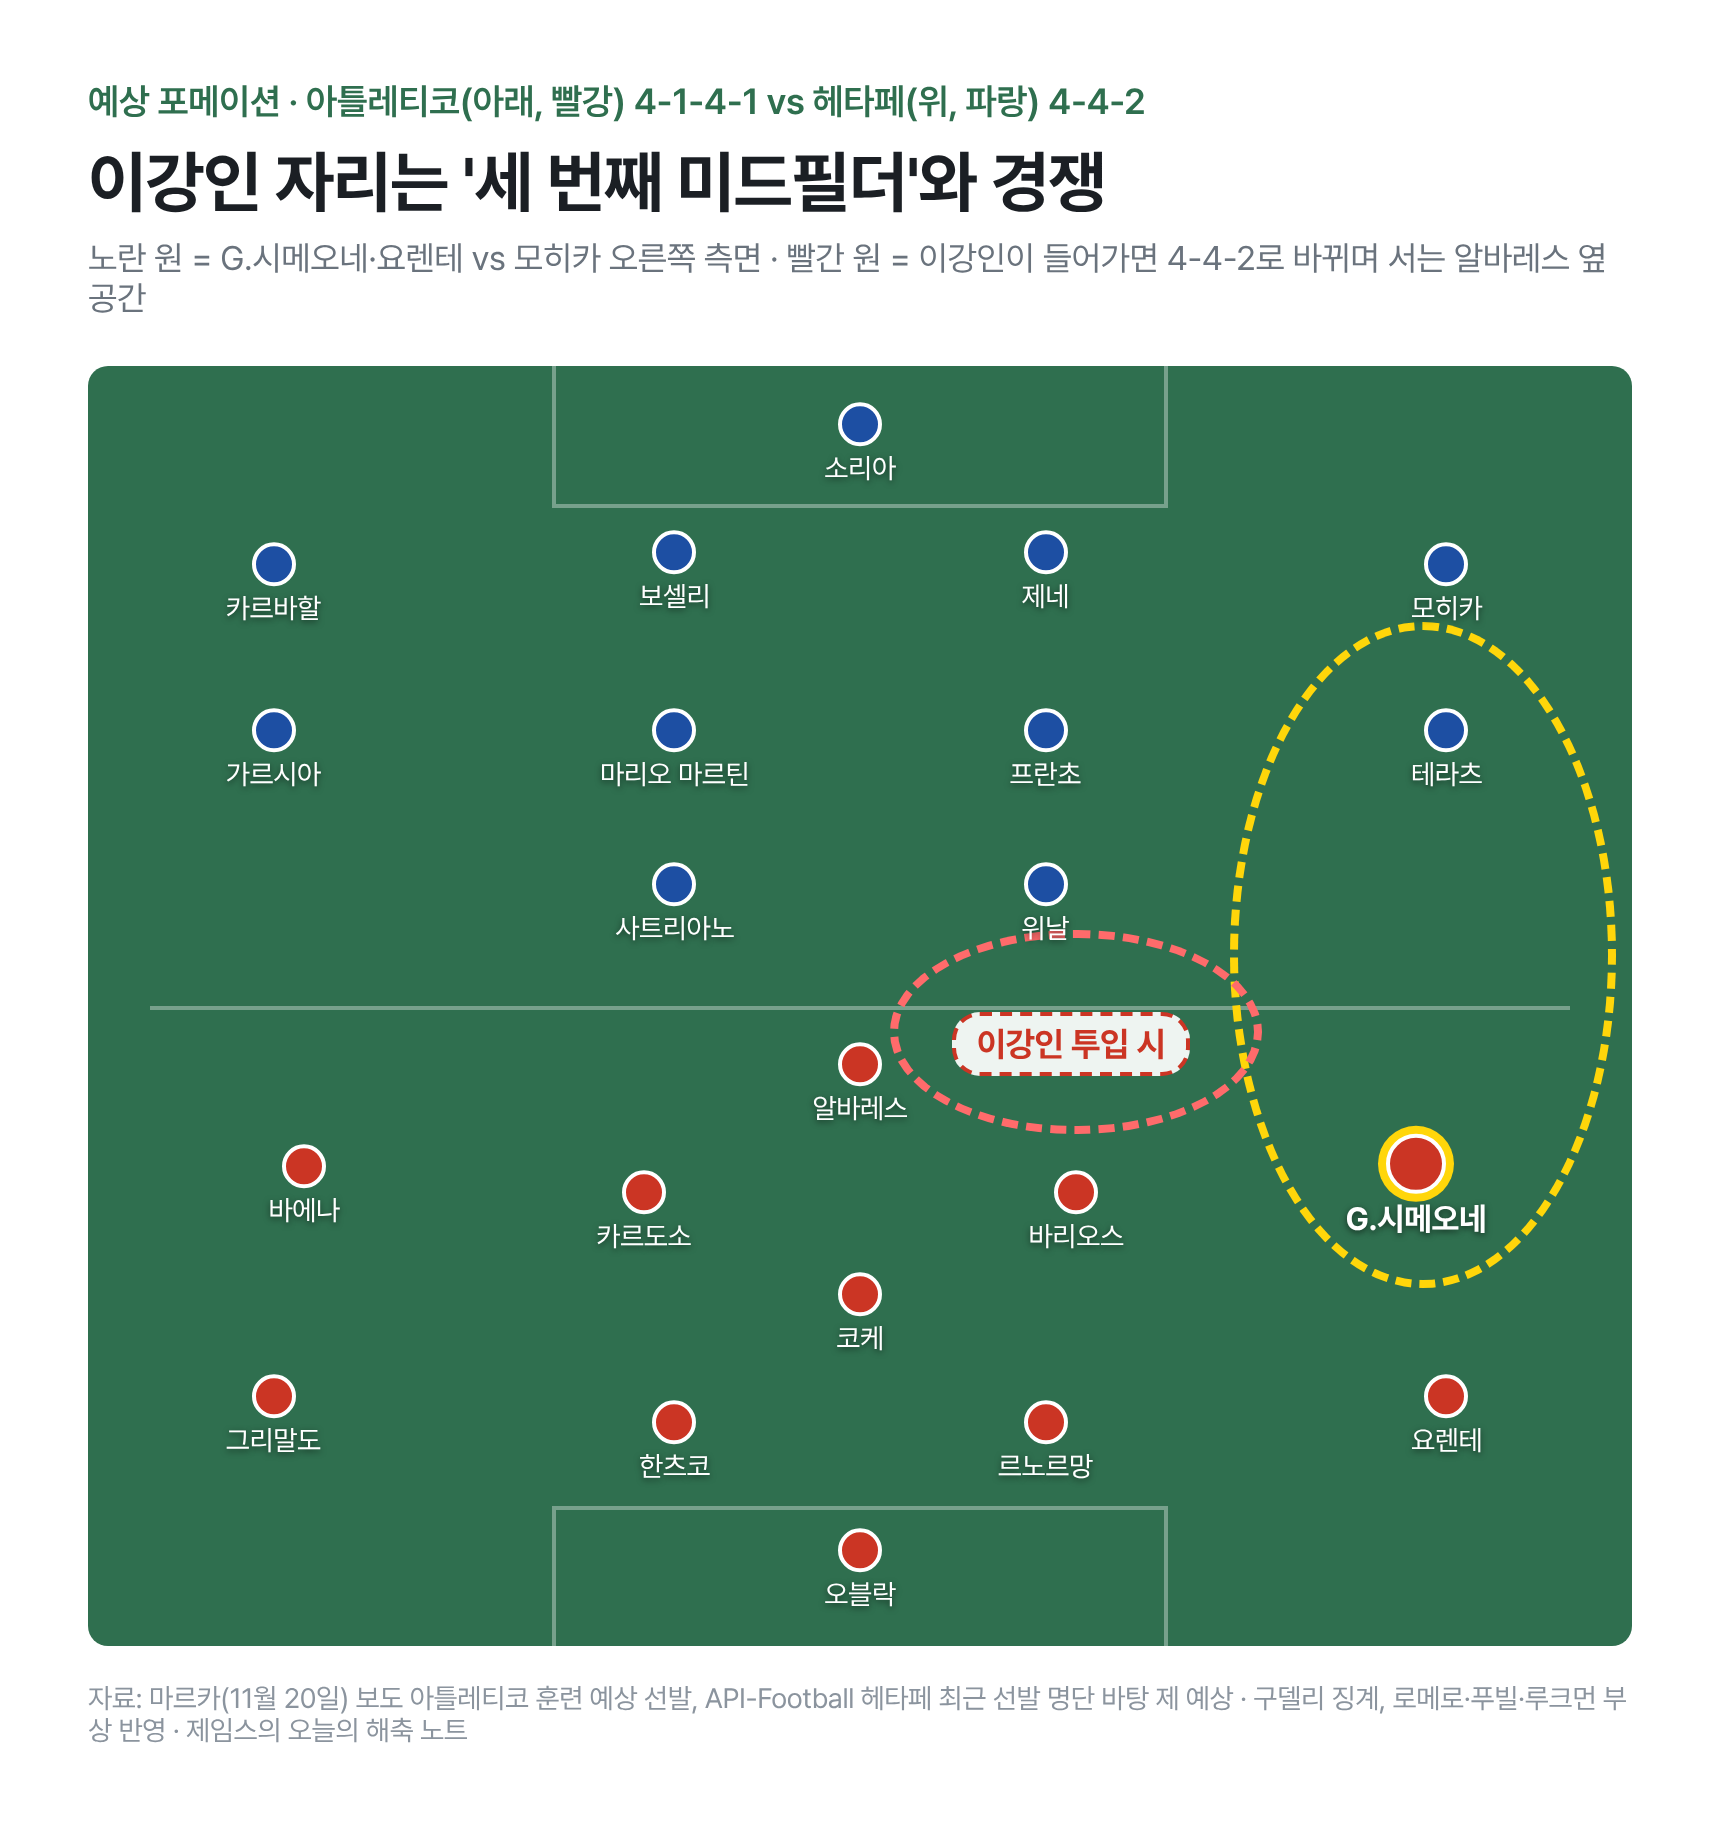 예상 포메이션 · 아틀레티코(아래, 빨강) 4-1-4-1 vs 헤타페(위, 파랑) 4-4-2
이강인 자리는 '세 번째 미드필더'와 경쟁
노란 원 = G.시메오네·요렌테 vs 모히카 오른쪽 측면 · 빨간 원 = 이강인이 들어가면 4-4-2로 바뀌며 서는 알바레스 옆
공간
소리아
카르바할
보셀리
제네
모히카
가르시아
마리오 마르틴
프란초
테라츠
사트리아노
위날
이강인 투입 시
알바레스
바에나
카르도소
바리오스
G.시메오네
코케
그리말도
한츠코
르노르망
요렌테
오블락
자료: 마르카(11월 20일) 보도 아틀레티코 훈련 예상 선발, API-Football 헤타페 최근 선발 명단 바탕 제 예상 · 구델리 징계, 로메로·푸빌·루크먼 부
상 반영 · 제임스의 오늘의 해축 노트